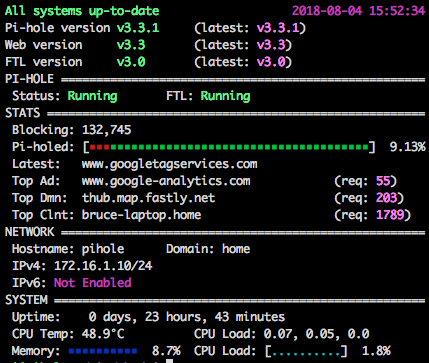 All systems up-to-date 2018-08-04 15:52:34
Pi-hole version v3.3.1 (latest: v3.3.1)
Web version v3.3 (latest: v3.3)
FTL version v3.0 (latest: v3.0)
PI-HOLE
Status: Running FTL: Running
STATS
Blocking: 132,745
Pi-holed: [■■■■■■■■■■■■■■■■■■■■■■■■■■■■■■■■■■■■■■■■] 9.13%
Latest: www.googletagservices.com
Top Ad: www.google-analytics.com (req: 55)
Top Dmn: thub.map.fastly.net (req: 203)
Top Clnt: bruce-laptop.home (req: 1789)
NETWORK
Hostname: pihole Domain: home
IPv4: 172.16.1.10/24
IPv6: Not Enabled
SYSTEM
Uptime: 0 days, 23 hours, 43 minutes
CPU Temp: 48.9°C CPU Load: 0.07, 0.05, 0.0
Memory: ■■■■■■■■■■ 8.7% CPU Load: [..........] 1.8%